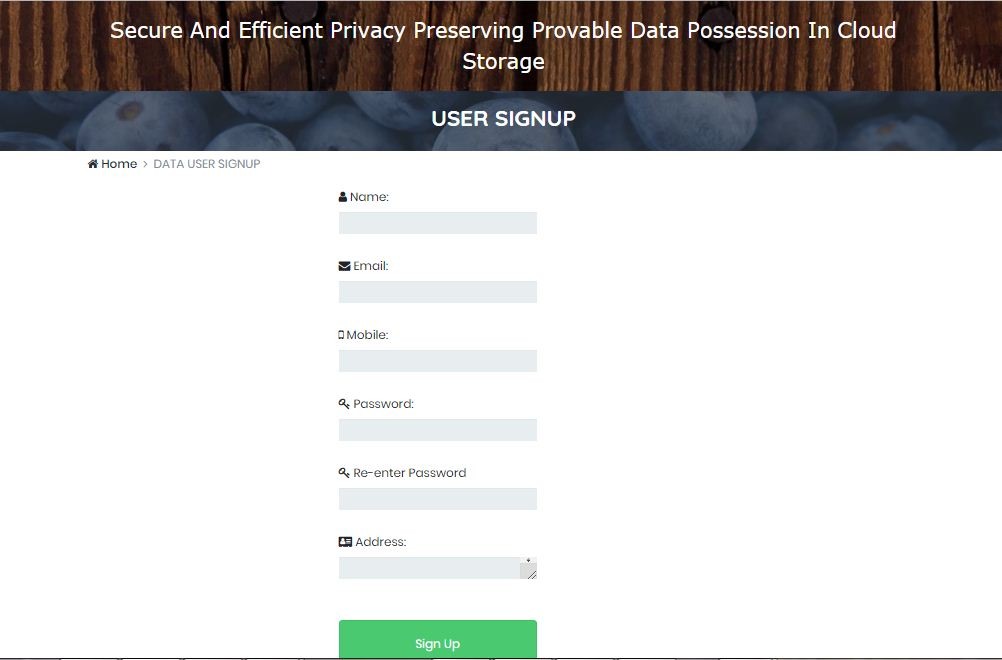 Secure And Efficient Privacy Preserving Provable Data Possession In Cloud
Storage
USER SIGNUP
Home > DATA USER SIGNUP
Name:
Email:
Mobile:
Password:
Re-enter Password
Address:
Sign Up